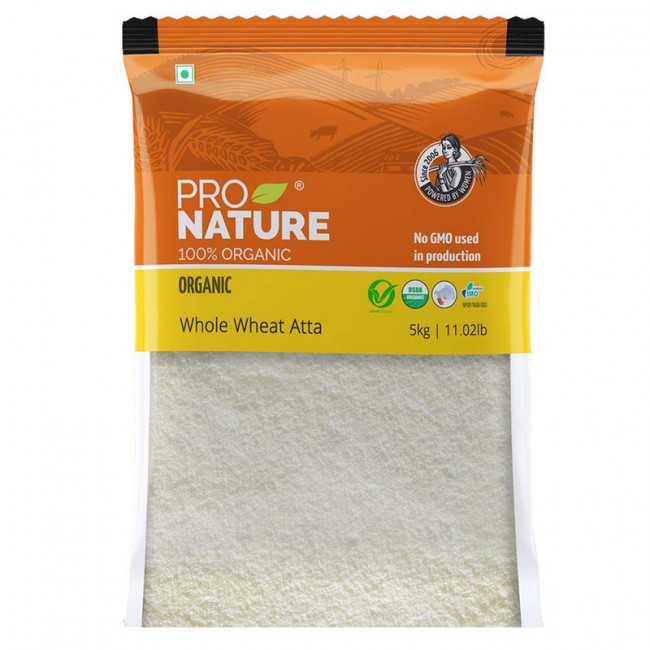 Since 2006
POWERED BY WOMEN
PRO
NATURE®
100% ORGANIC
No GMO used
in production
ORGANIC
USDA
ORGANIC
IMO
Whole Wheat Atta
5kg | 11.02lb